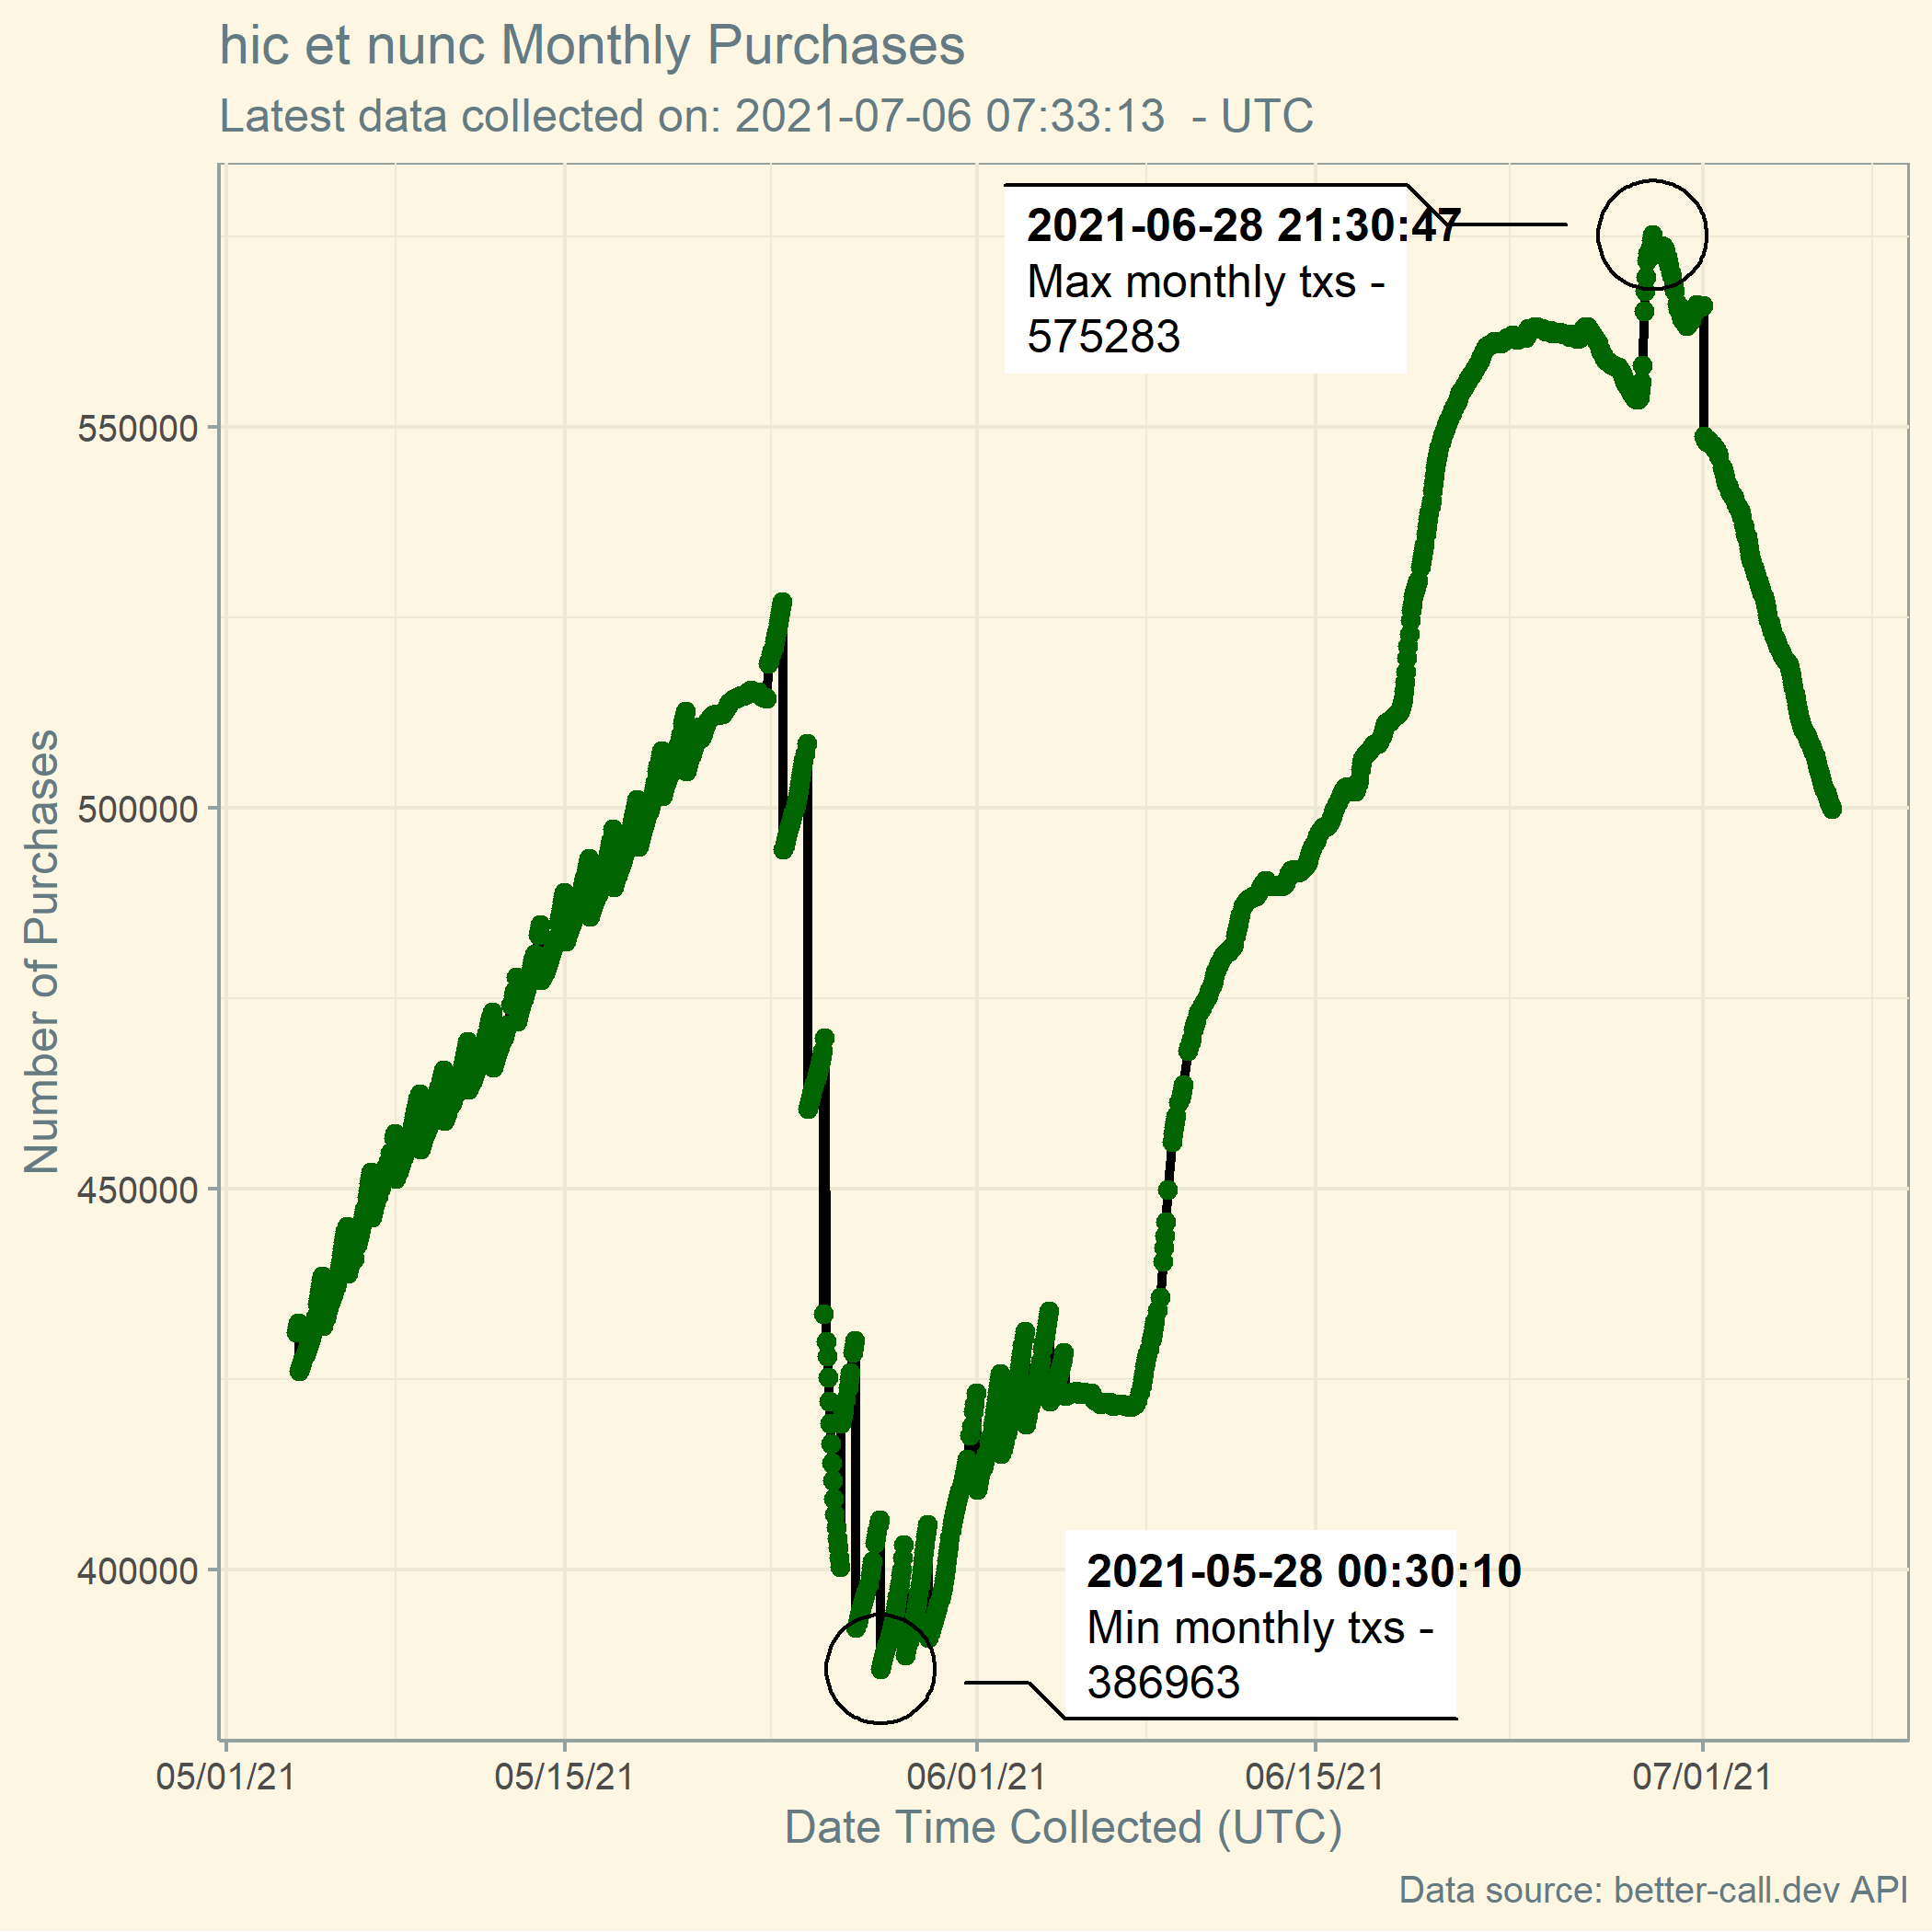 hic et nunc Monthly Purchases
Latest data collected on: 2021-07-06 07:33:13  - UTC
2021-06-28 21:30:47
Max monthly txs -
575283
550000
500000
450000
400000
Number of Purchases
2021-05-28 00:30:10
Min monthly txs -
386963
05/01/21 05/15/21 06/01/21 06/15/21 07/01/21
Date Time Collected (UTC)
Data source: better-call.dev API